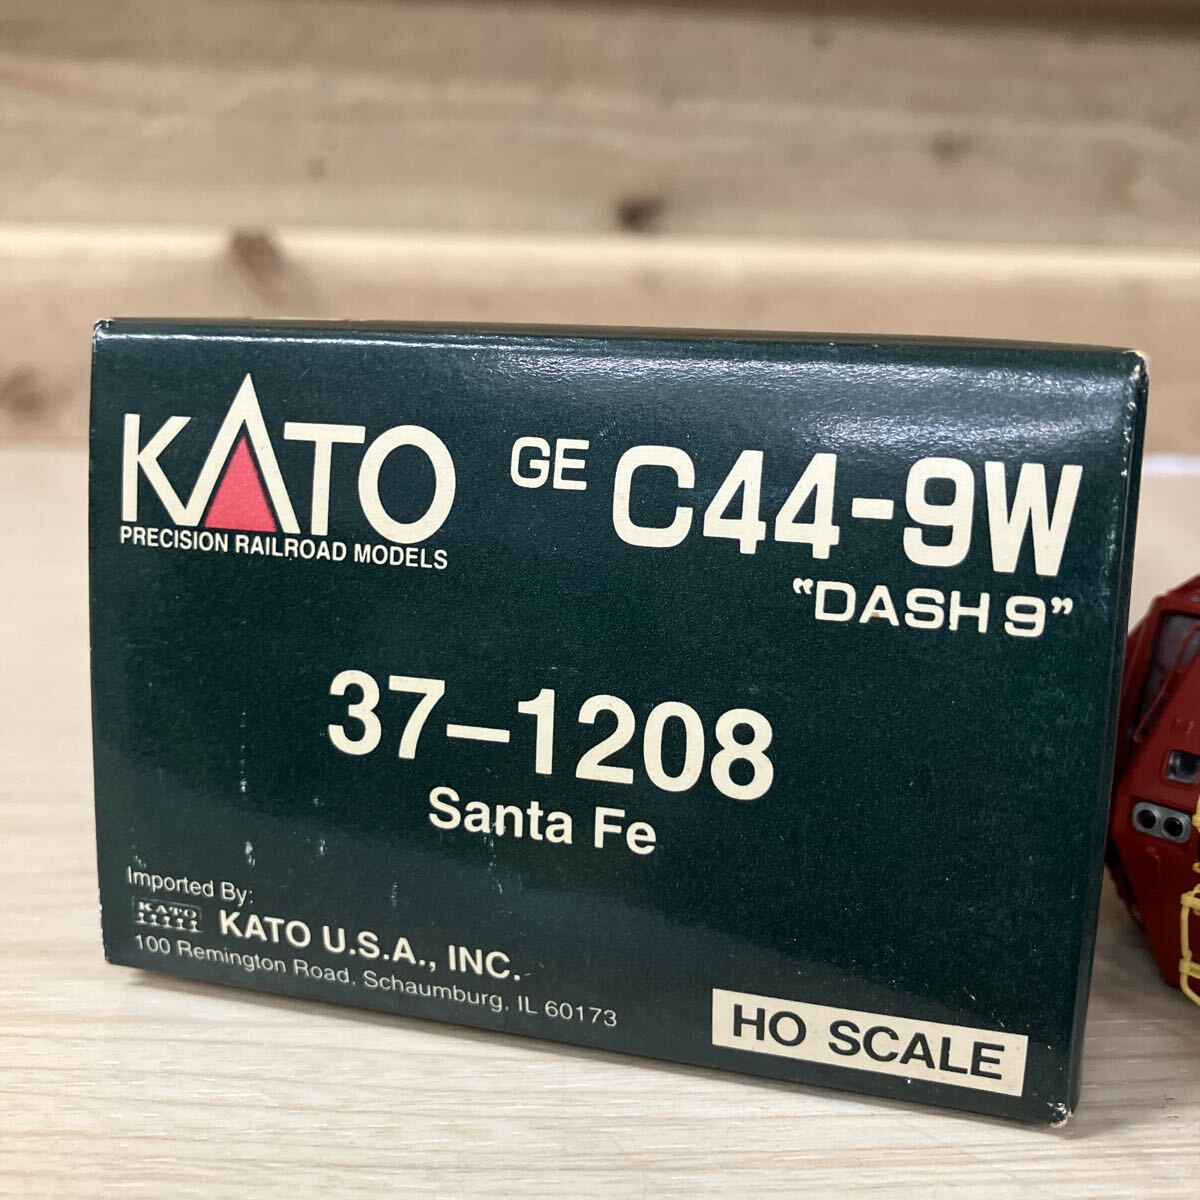 KATO
PRECISION RAILROAD MODELS
GE C44-9W
"DASH 9"
37-1208
Santa Fe
Imported By:
KATO
KATO U.S.A., INC.
100 Remington Road, Schaumburg, IL 60173
HO SCALE